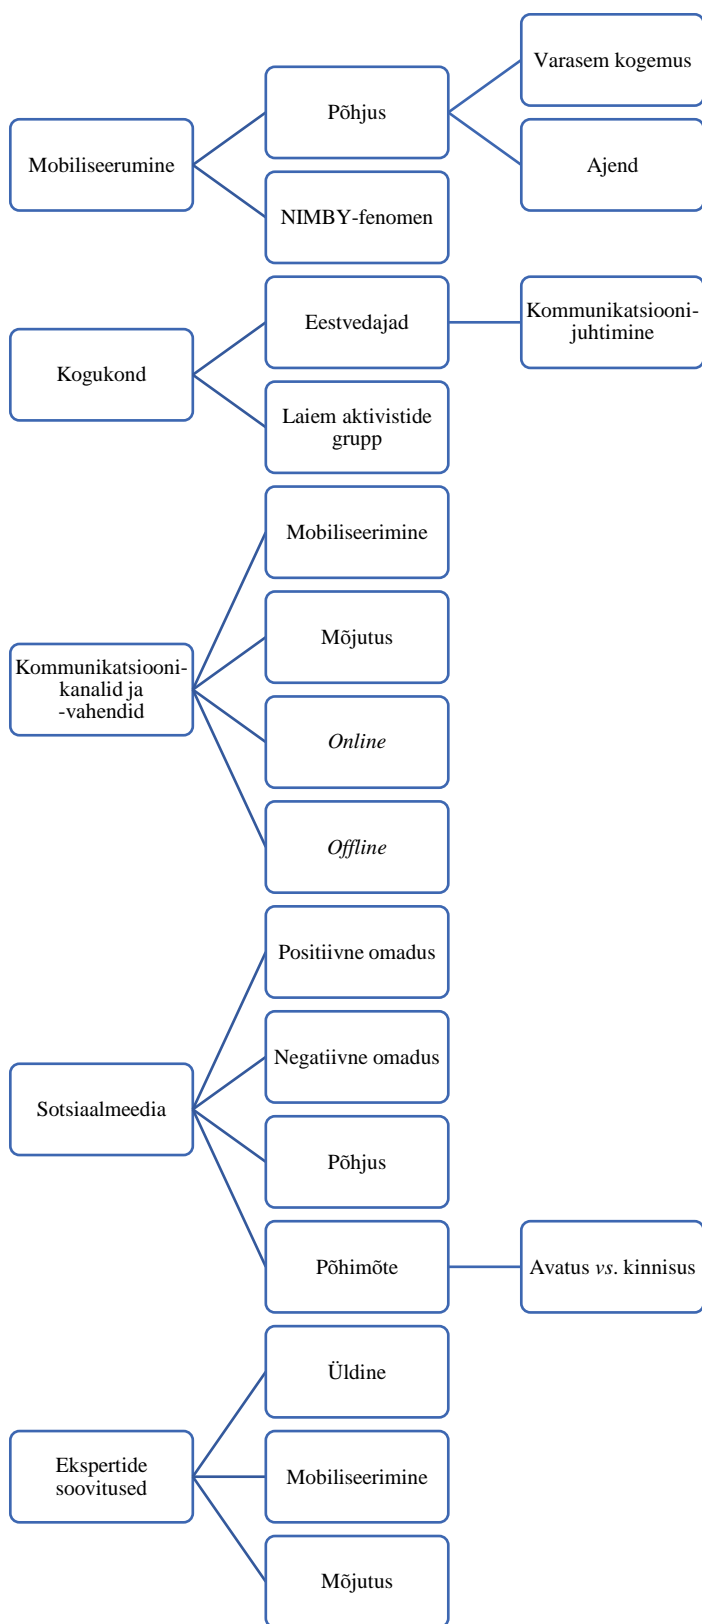 Mobiliseerumine
Põhjus
Varasem kogemus
Ajend
NIMBY-fenomen
Kogukond
Eestvedajad
Kommunikatsiooni-
juhtimine
Laiem aktivistide
grupp
Kommunikatsiooni-
kanalid ja
-vahendid
Mobiliseerimine
Mõjutus
Online
Offline
Sotsiaalmeedia
Positiivne omadus
Negatiivne omadus
Põhjus
Põhimõte
Avatus vs. kinnisus
Ekspertide
soovitused
Üldine
Mobiliseerimine
Mõjutus